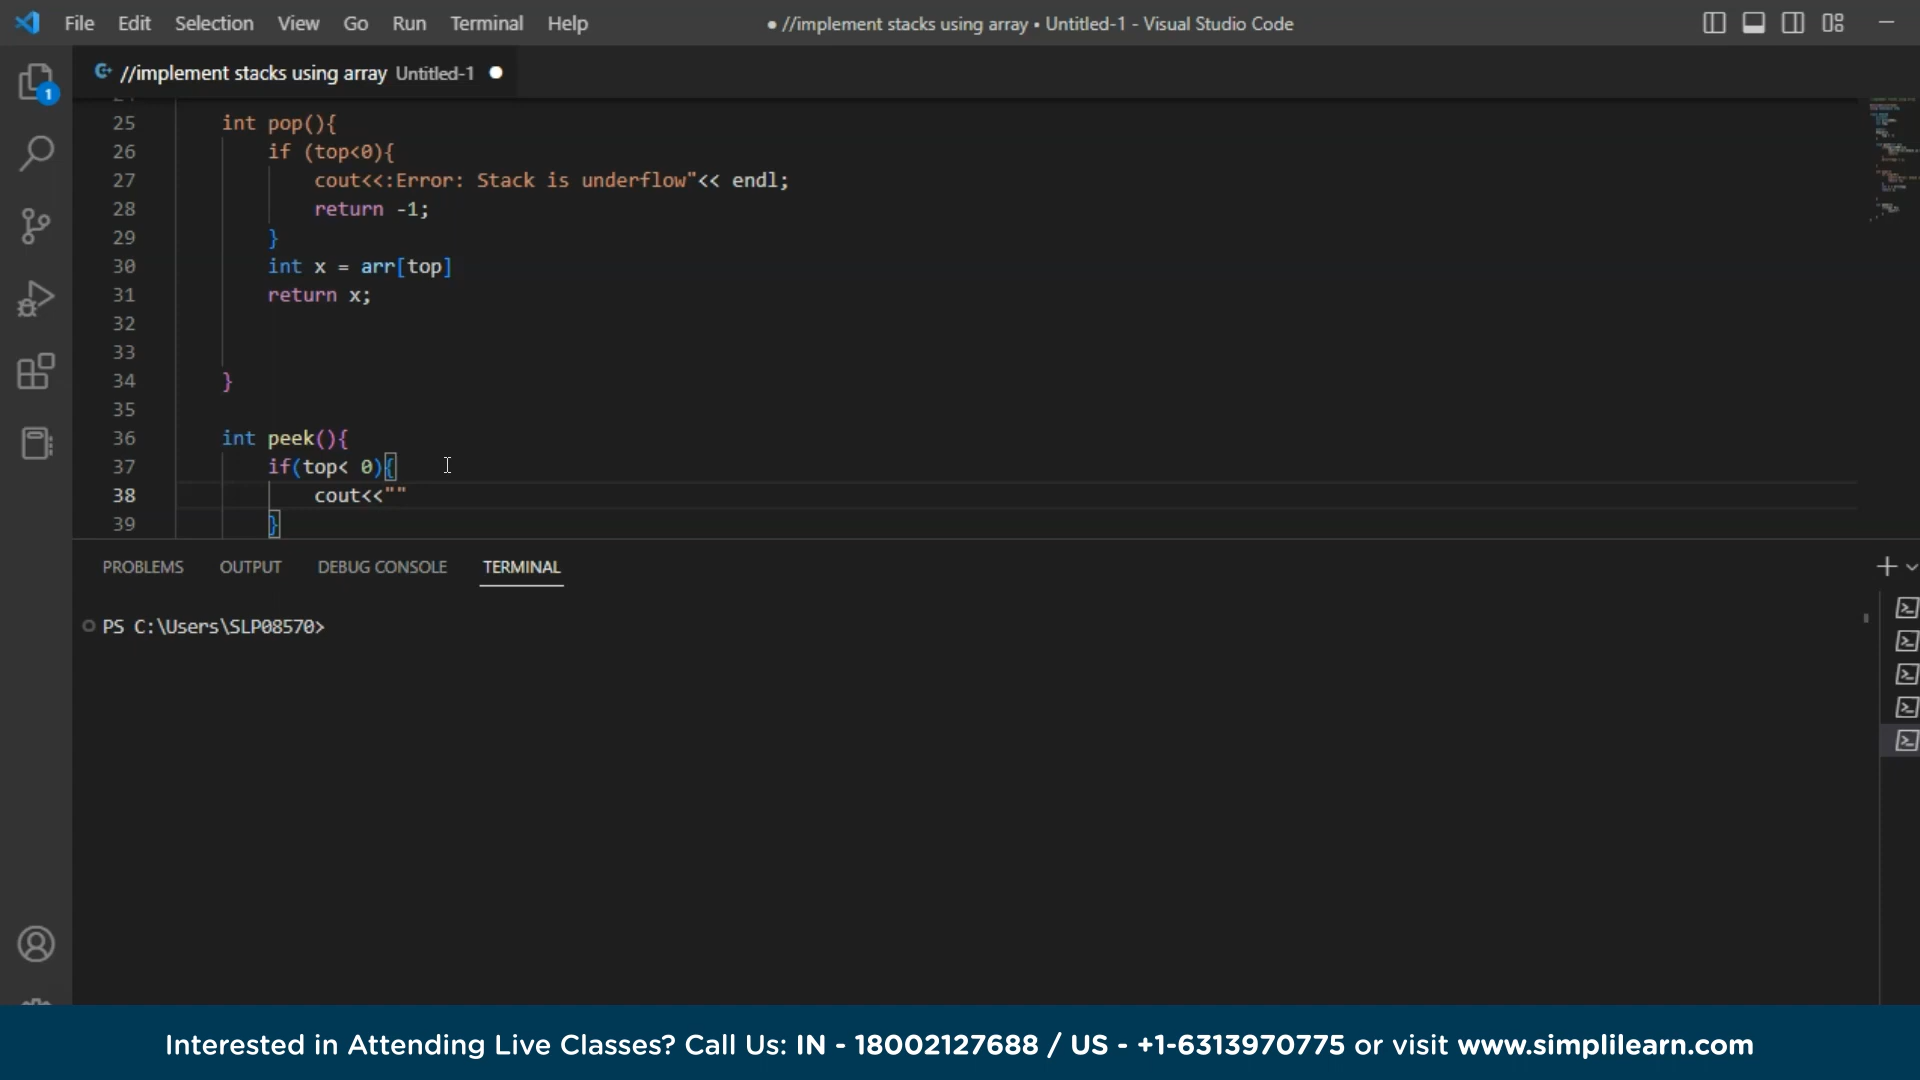 File Edit Selection View Go Run Terminal Help ● //implement stacks using array • Untitled-1 - Visual Studio Code
//implement stacks using array Untitled-1 ●
1
25 int pop(){
26 if (top<0){
27 cout<<:Error: Stack is underflow"<< endl;
28 return -1;
29 }
30 int x = arr[top]
31 return x;
32
33
34 }
35
36 int peek(){
37 if(top< 0){
38 cout<<""
39 }
PROBLEMS OUTPUT DEBUG CONSOLE TERMINAL
PS C:\Users\SLP08570>
Interested in Attending Live Classes? Call Us: IN - 18002127688 / US - +1-6313970775 or visit www.simplilearn.com